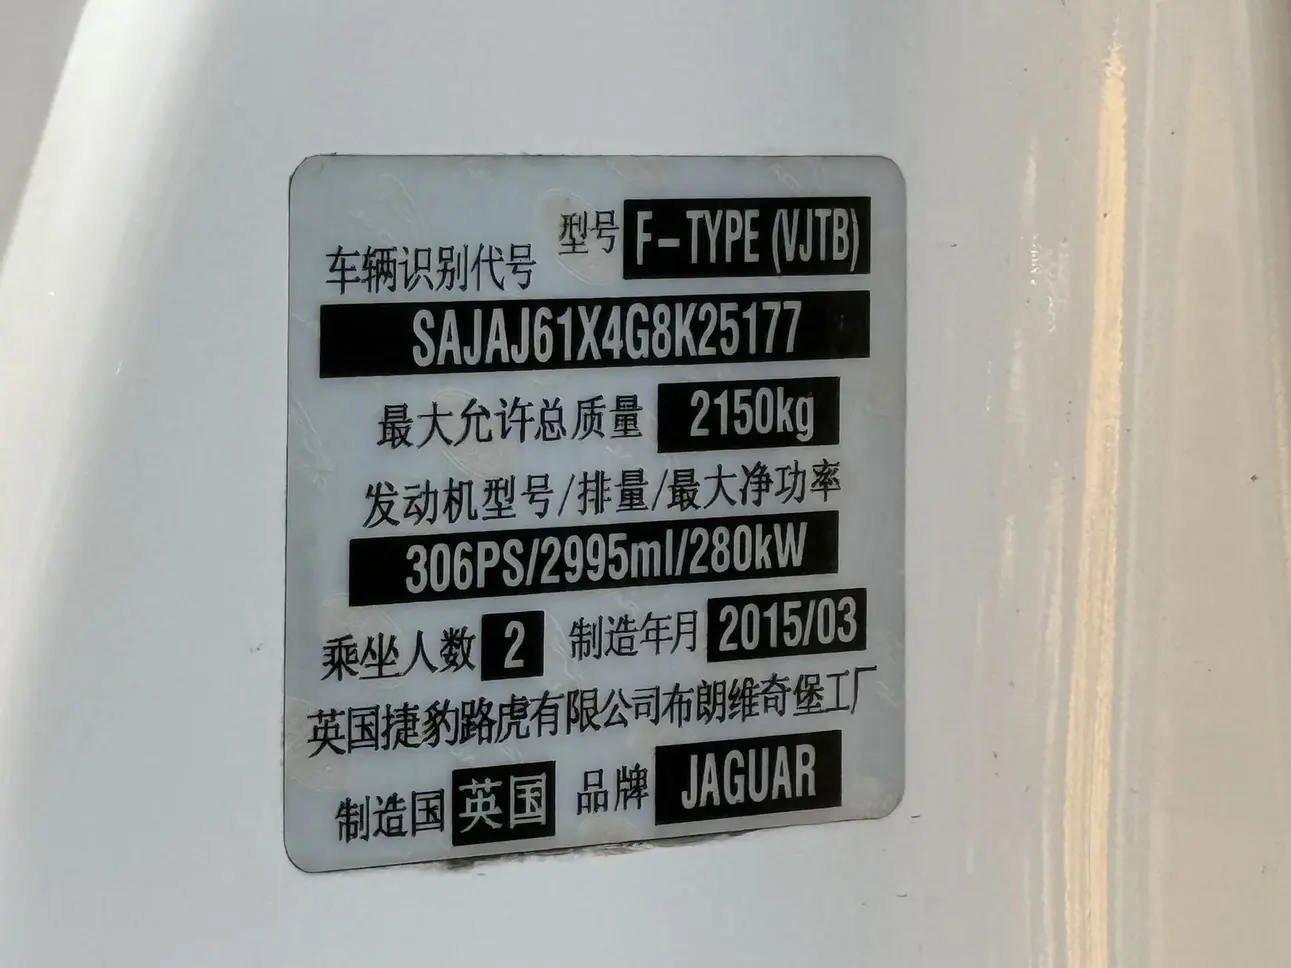 型号 F-TYPE (VJTB)
车辆识别代号
SAJAJ61X4G8K25177
最大允许总质量 2150kg
发动机型号/排量/最大净功率
306PS/2995ml/280kW
乘坐人数 2 制造年月 2015/03
英国捷豹路虎有限公司布朗维奇堡工厂
制造国 英国 品牌 JAGUAR